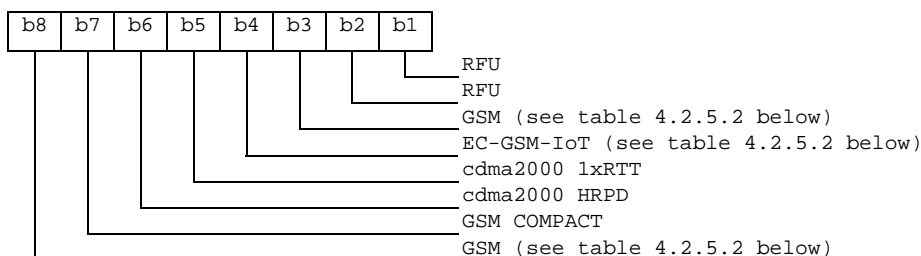 b8 b7 b6 b5 b4 b3 b2 b1
RFU
RFU
GSM (see table 4.2.5.2 below)
EC-GSM-IoT (see table 4.2.5.2 below)
cdma2000 1xRTT
cdma2000 HRPD
GSM COMPACT
GSM (see table 4.2.5.2 below)